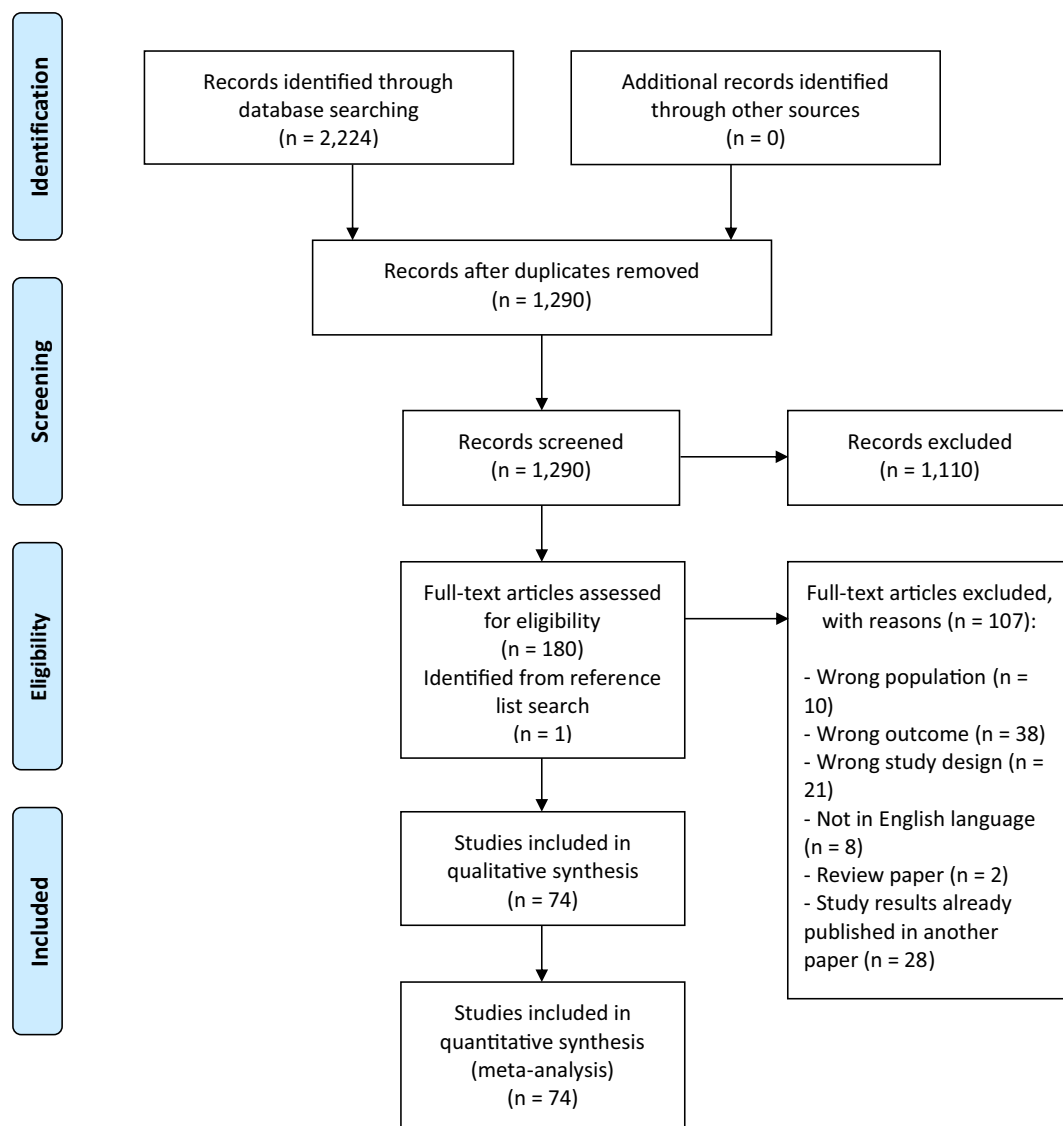 Identification
Records identified through
database searching
(n = 2,224)
Additional records identified
through other sources
(n = 0)
Records after duplicates removed
(n = 1,290)
Screening
Records screened
(n = 1,290)
Records excluded
(n = 1,110)
Eligibility
Full-text articles assessed
for eligibility
(n = 180)
Identified from reference
list search
(n = 1)
Full-text articles excluded,
with reasons (n = 107):
- Wrong population (n =
10)
- Wrong outcome (n = 38)
- Wrong study design (n =
21)
- Not in English language
(n = 8)
- Review paper (n = 2)
- Study results already
published in another
paper (n = 28)
Included
Studies included in
qualitative synthesis
(n = 74)
Studies included in
quantitative synthesis
(meta-analysis)
(n = 74)